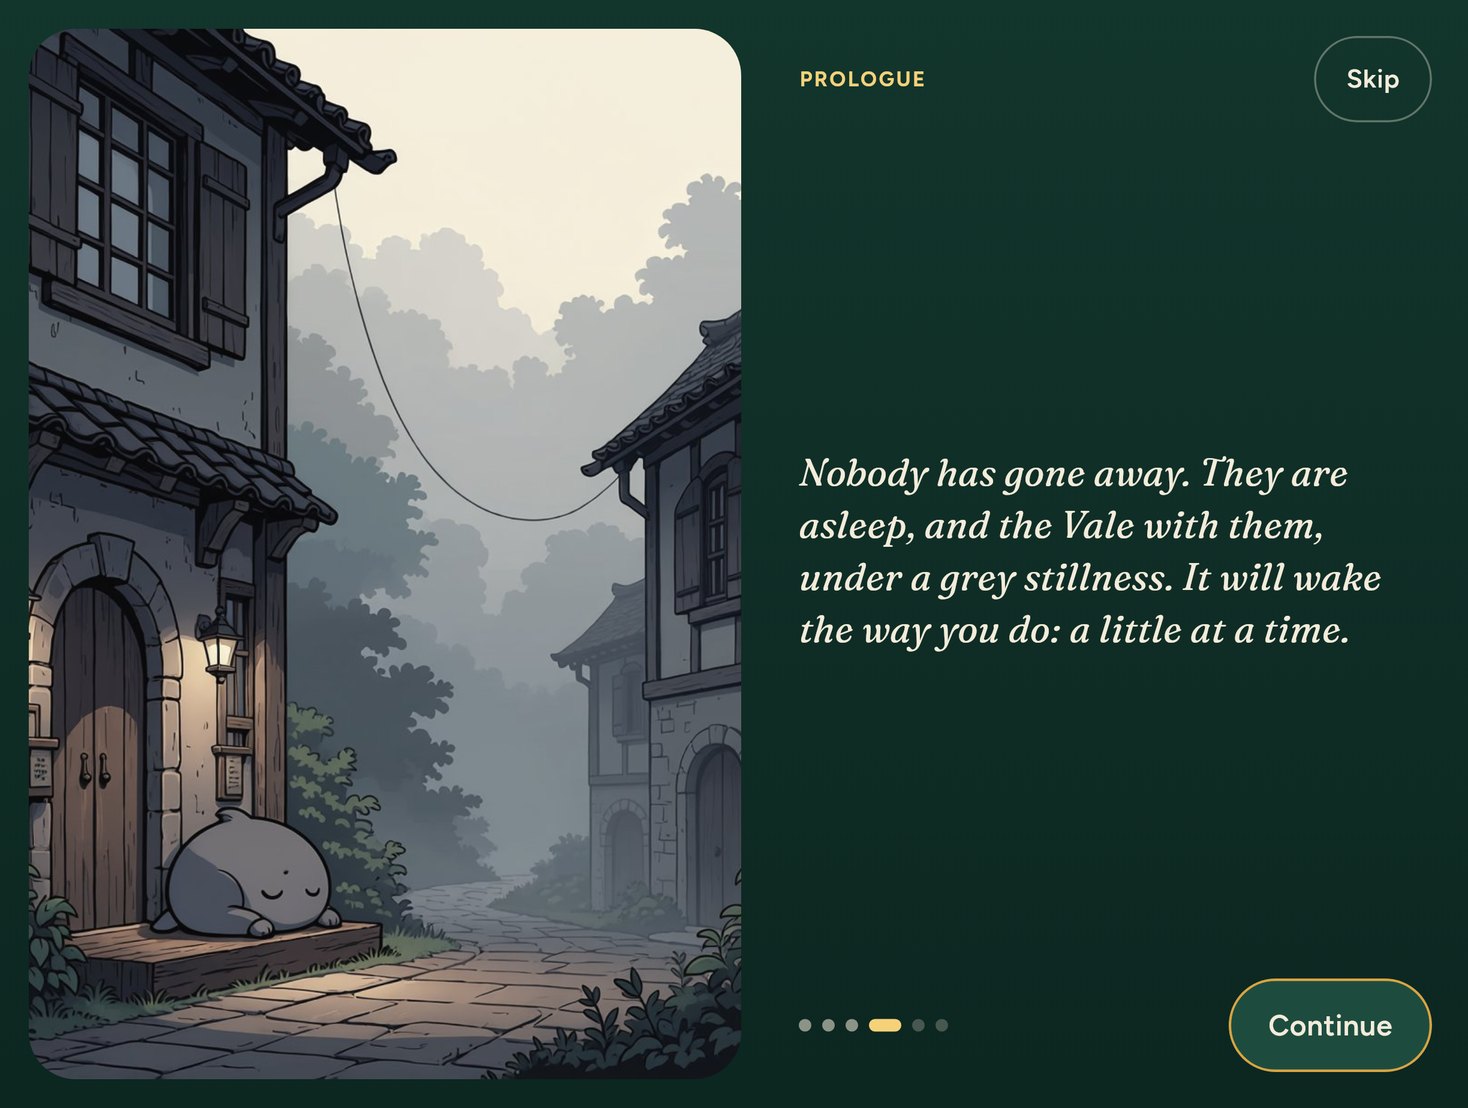 PROLOGUE
Skip
Nobody has gone away. They are
asleep, and the Vale with them,
under a grey stillness. It will wake
the way you do: a little at a time.
Continue